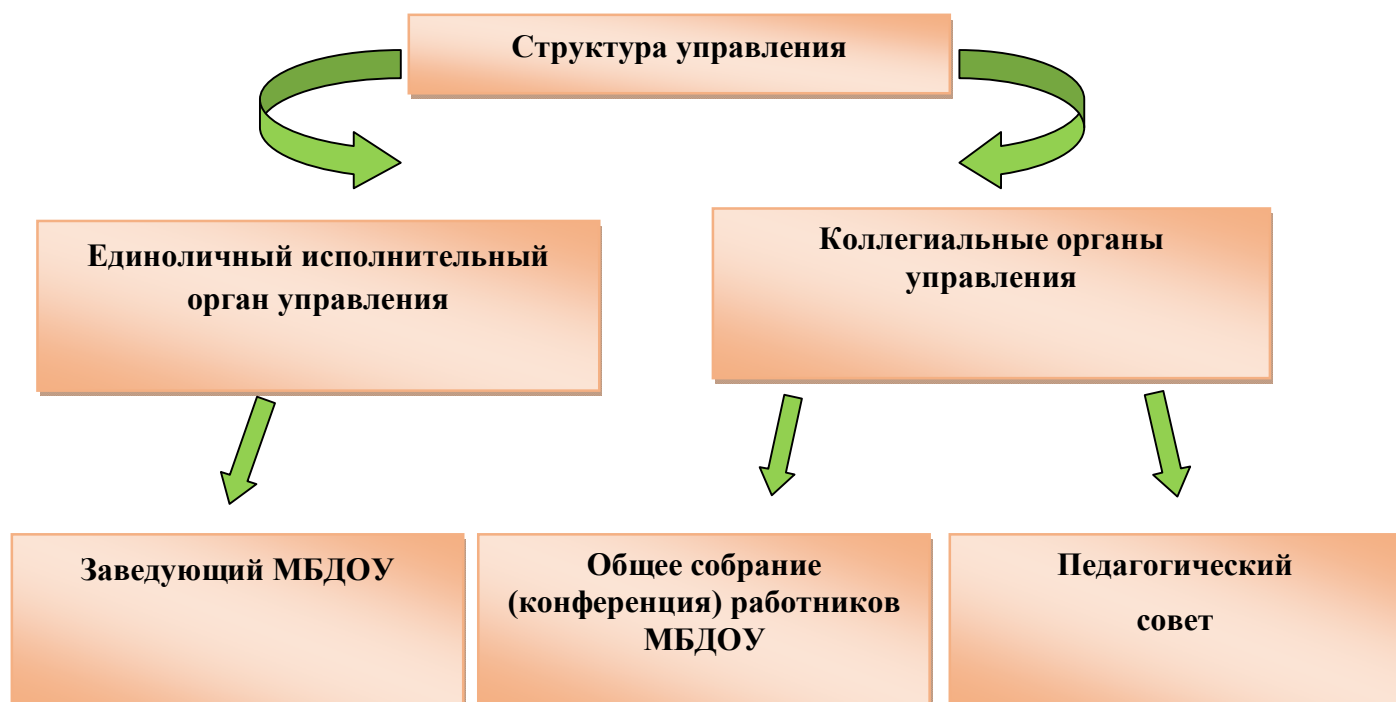 Структура управления
Единоличный исполнительный
орган управления
Коллегиальные органы
управления
Заведующий МБДОУ
Общее собрание
(конференция) работников
МБДОУ
Педагогический
совет